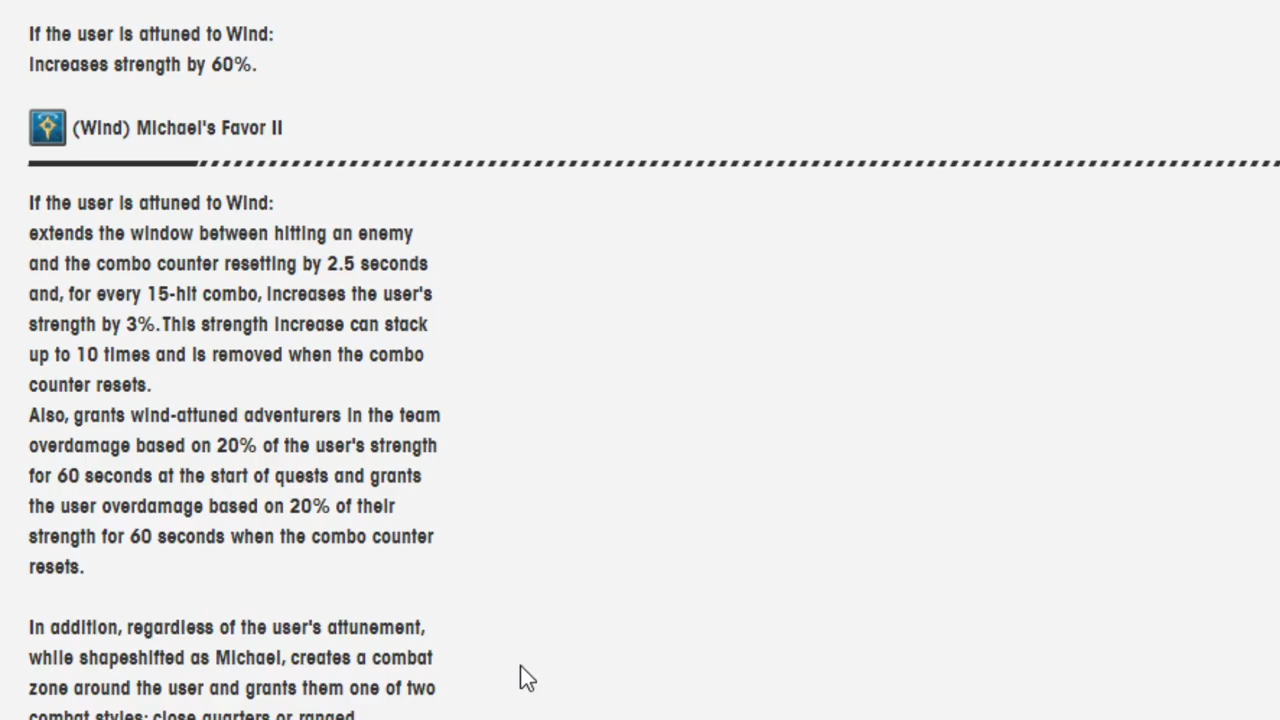 If the user is attuned to Wind:
Increases strength by 60%.
(Wind) Michael's Favor II
If the user is attuned to Wind:
extends the window between hitting an enemy
and the combo counter resetting by 2.5 seconds
and, for every 15-hit combo, increases the user's
strength by 3%. This strength increase can stack
up to 10 times and is removed when the combo
counter resets.
Also, grants wind-attuned adventurers in the team
overdamage based on 20% of the user's strength
for 60 seconds at the start of quests and grants
the user overdamage based on 20% of their
strength for 60 seconds when the combo counter
resets.
In addition, regardless of the user's attunement,
while shapeshifted as Michael, creates a combat
zone around the user and grants them one of two
combat styles: close quarters or ranged.